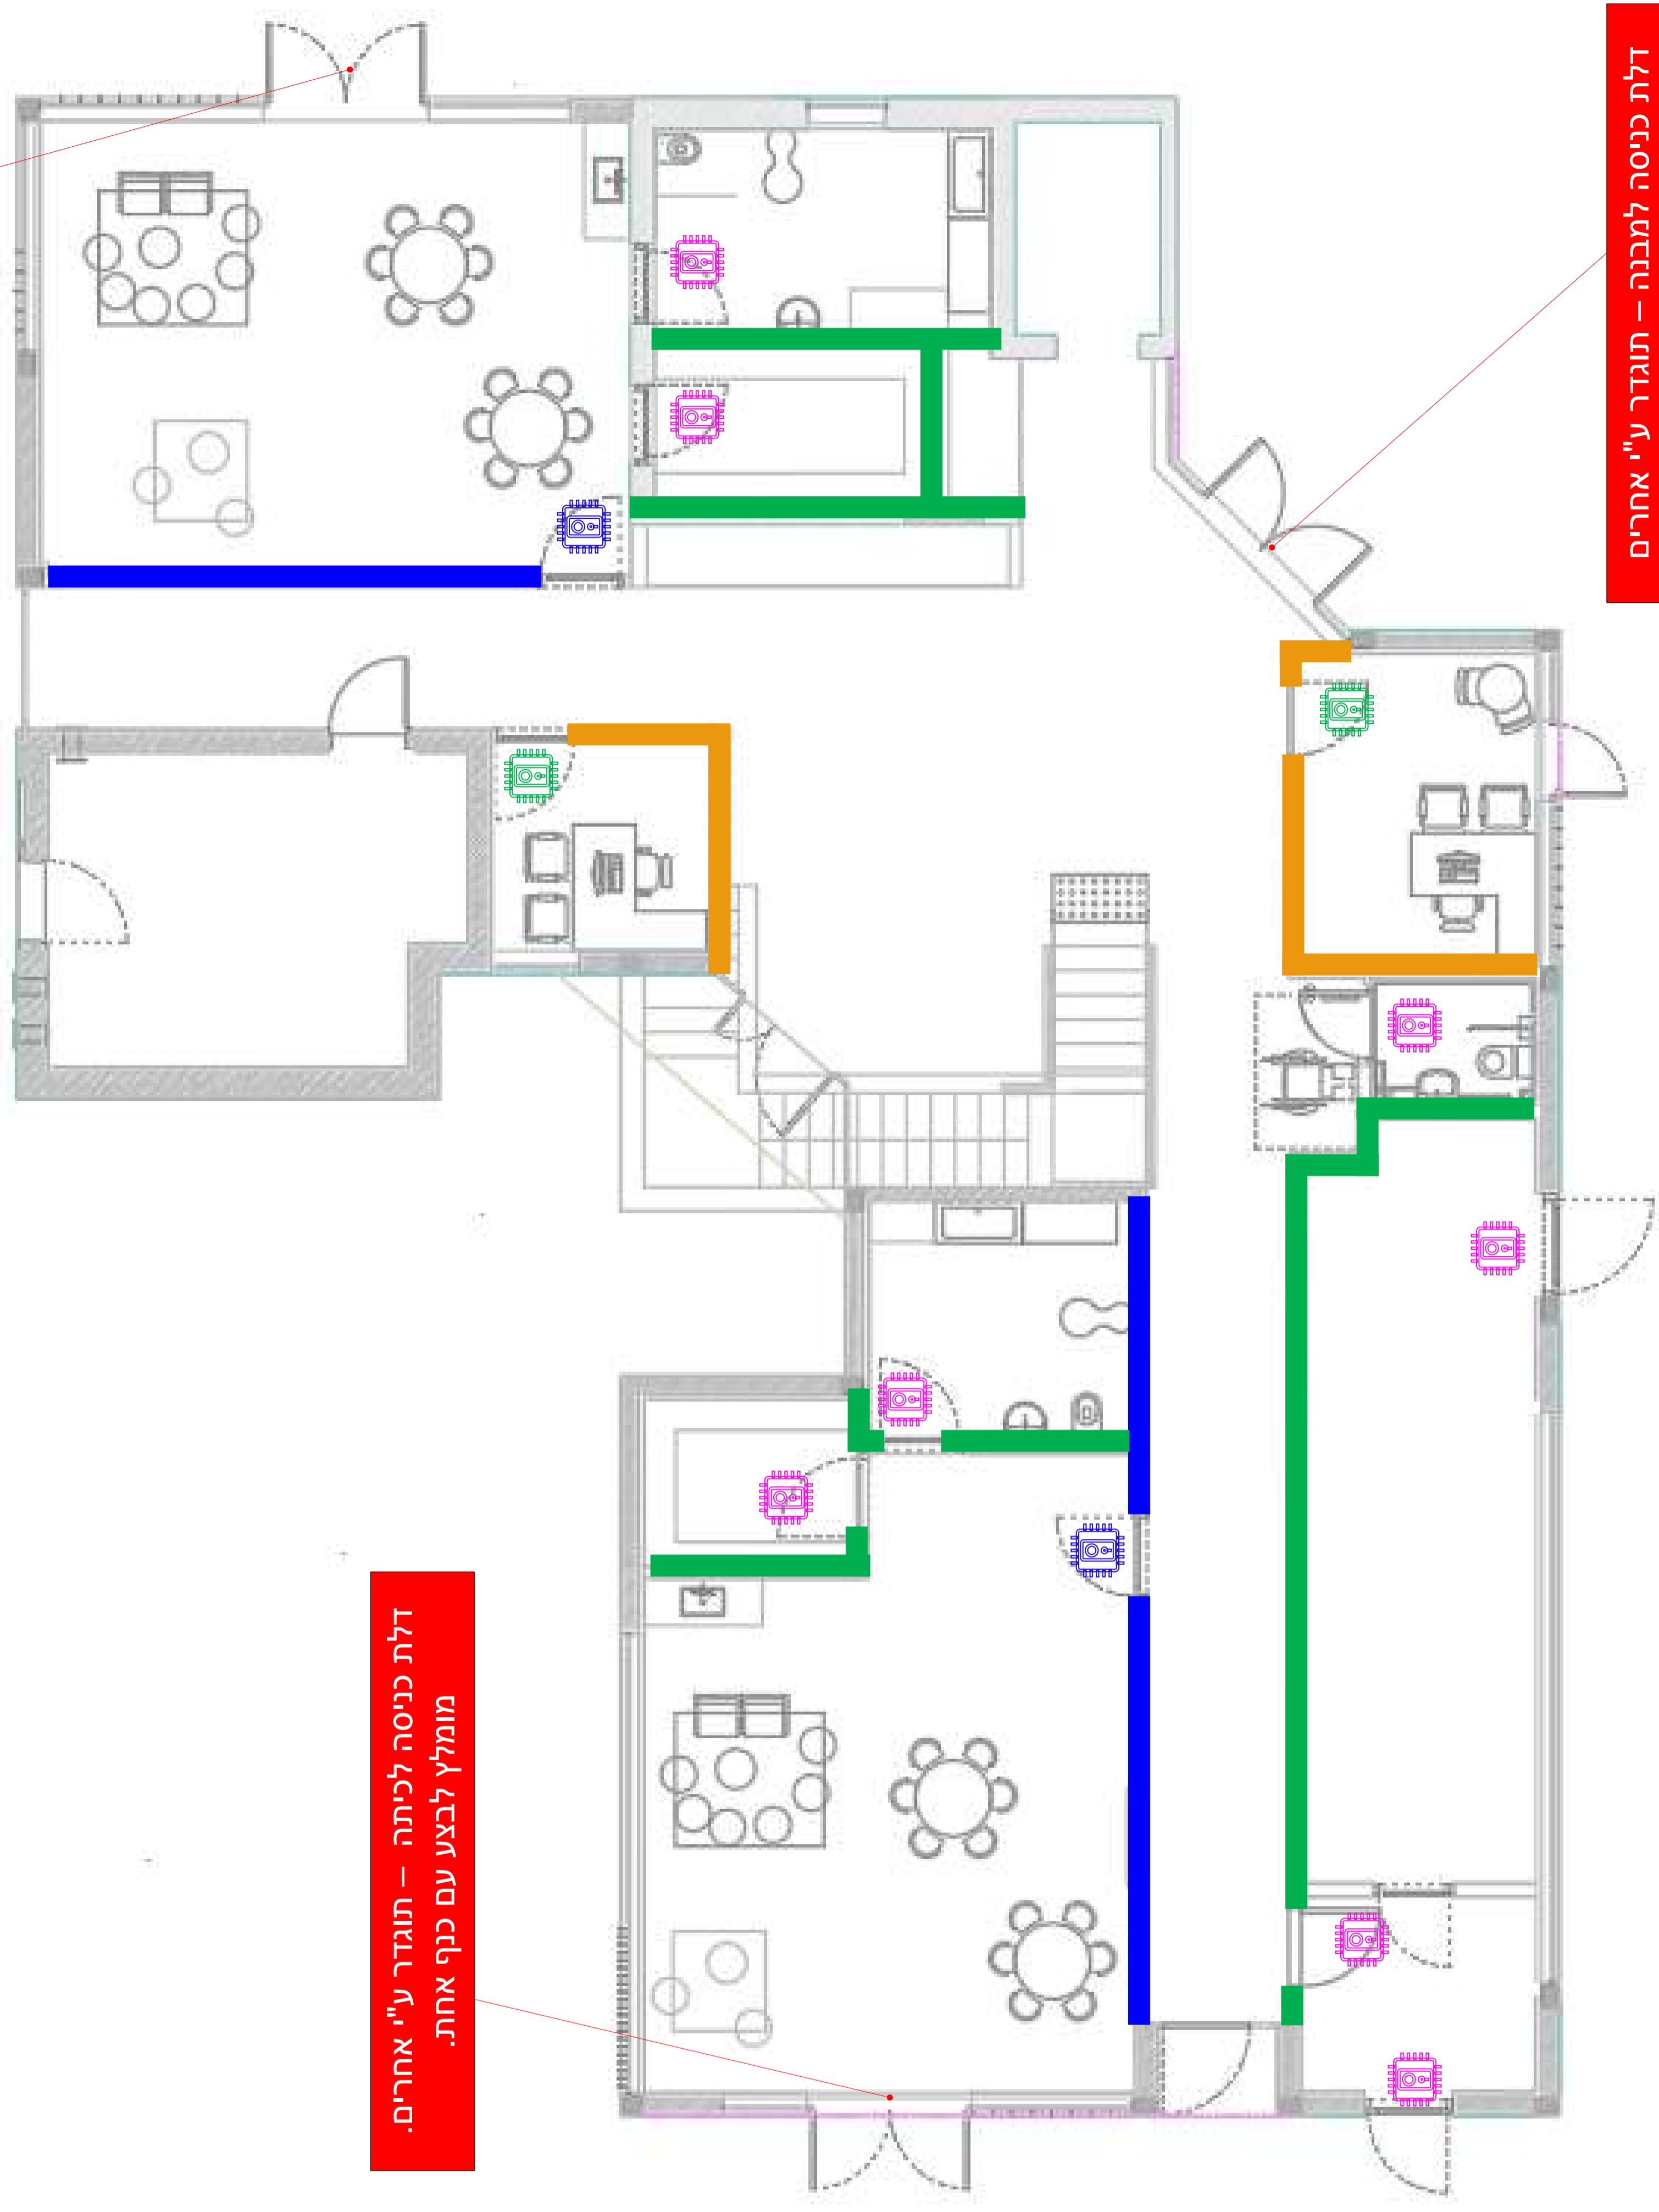 דלת כניסה למבנה – תוגדר ע"י אחרים
דלת כניסה לכיתה – תוגדר ע"י אחרים.
מומלץ לבצע עם כנף אחת.